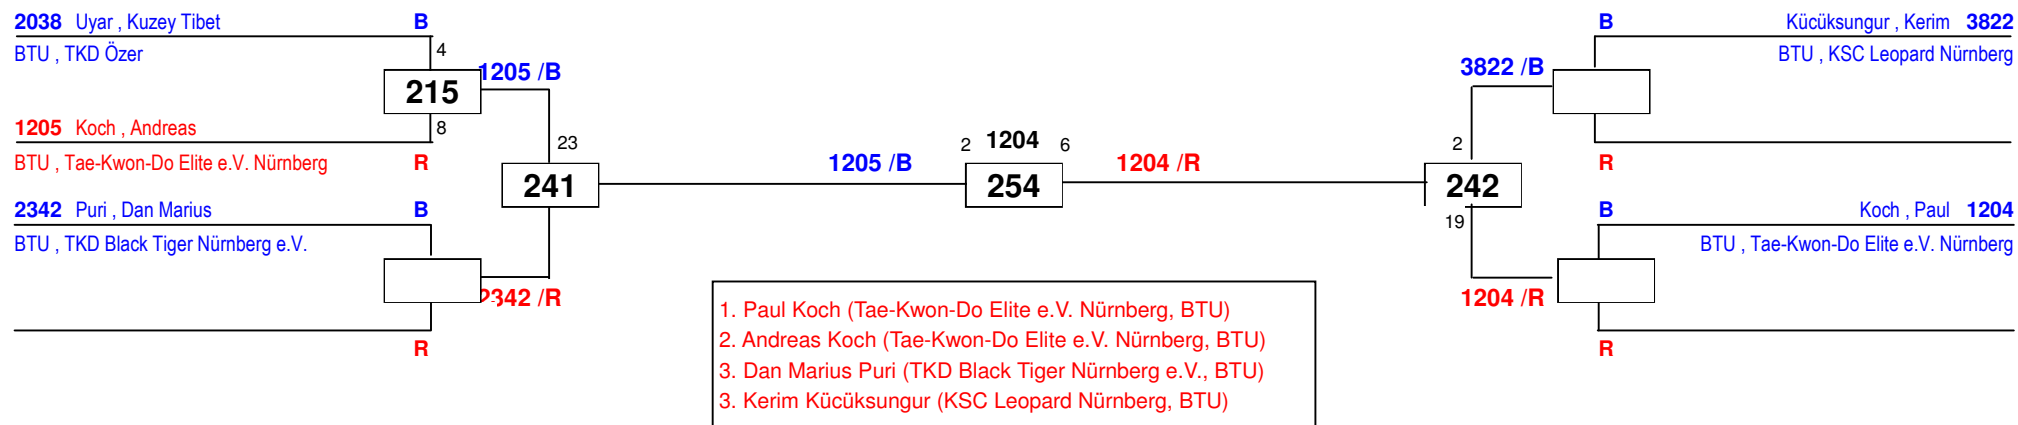 2038 Uyar , Kuzey Tibet B
BTU , TKD Özer
4
1205 /B
215
1205 Koch , Andreas
8
BTU , Tae-Kwon-Do Elite e.V. Nürnberg R
23
241
2342 Puri , Dan Marius B
BTU , TKD Black Tiger Nürnberg e.V.
2342 /R
R
1205 /B
2 1204 6
254
1204 /R
B Kücüksungur , Kerim 3822
BTU , KSC Leopard Nürnberg
3822 /B
R
2
242
19
B Koch , Paul 1204
BTU , Tae-Kwon-Do Elite e.V. Nürnberg
1204 /R
R
1. Paul Koch (Tae-Kwon-Do Elite e.V. Nürnberg, BTU)
2. Andreas Koch (Tae-Kwon-Do Elite e.V. Nürnberg, BTU)
3. Dan Marius Puri (TKD Black Tiger Nürnberg e.V., BTU)
3. Kerim Kücüksungur (KSC Leopard Nürnberg, BTU)